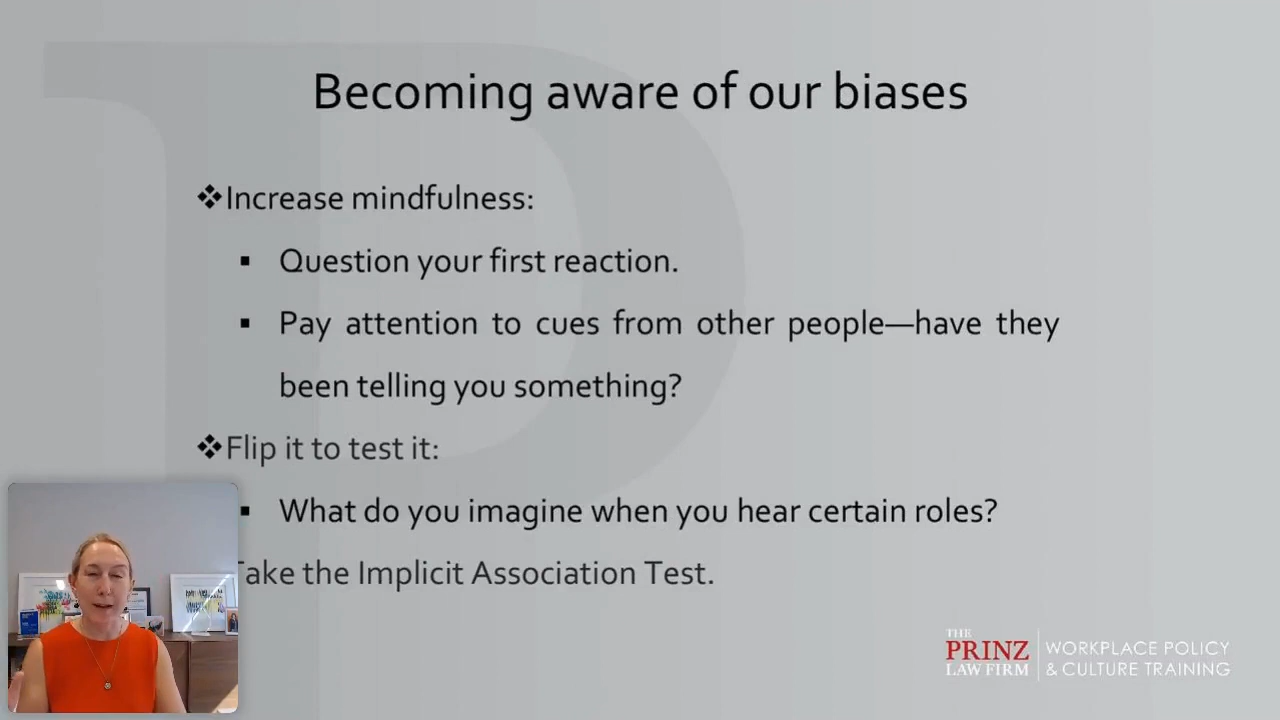 Becoming aware of our biases
❖Increase mindfulness:
▪ Question your first reaction.
▪ Pay attention to cues from other people—have they
been telling you something?
❖Flip it to test it:
▪ What do you imagine when you hear certain roles?
Take the Implicit Association Test.
THE
PRINZ
LAW FIRM
WORKPLACE POLICY
& CULTURE TRAINING